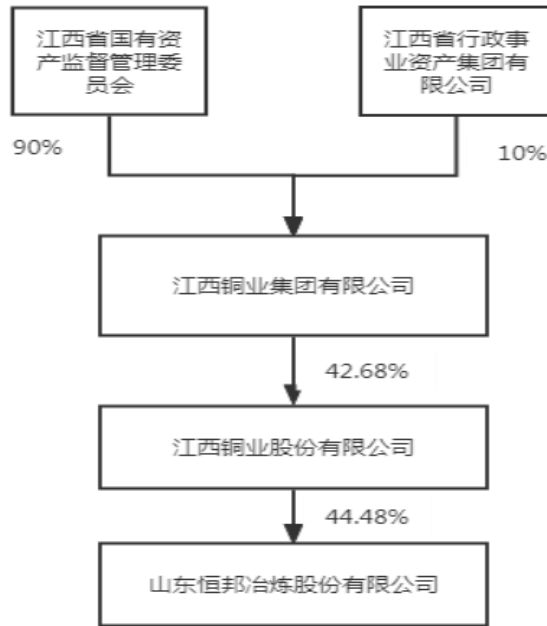 江西省国有资
产监督管理委
员会
江西省行政事
业资产集团有
限公司
90%
10%
江西铜业集团有限公司
42.68%
江西铜业股份有限公司
44.48%
山东恒邦冶炼股份有限公司